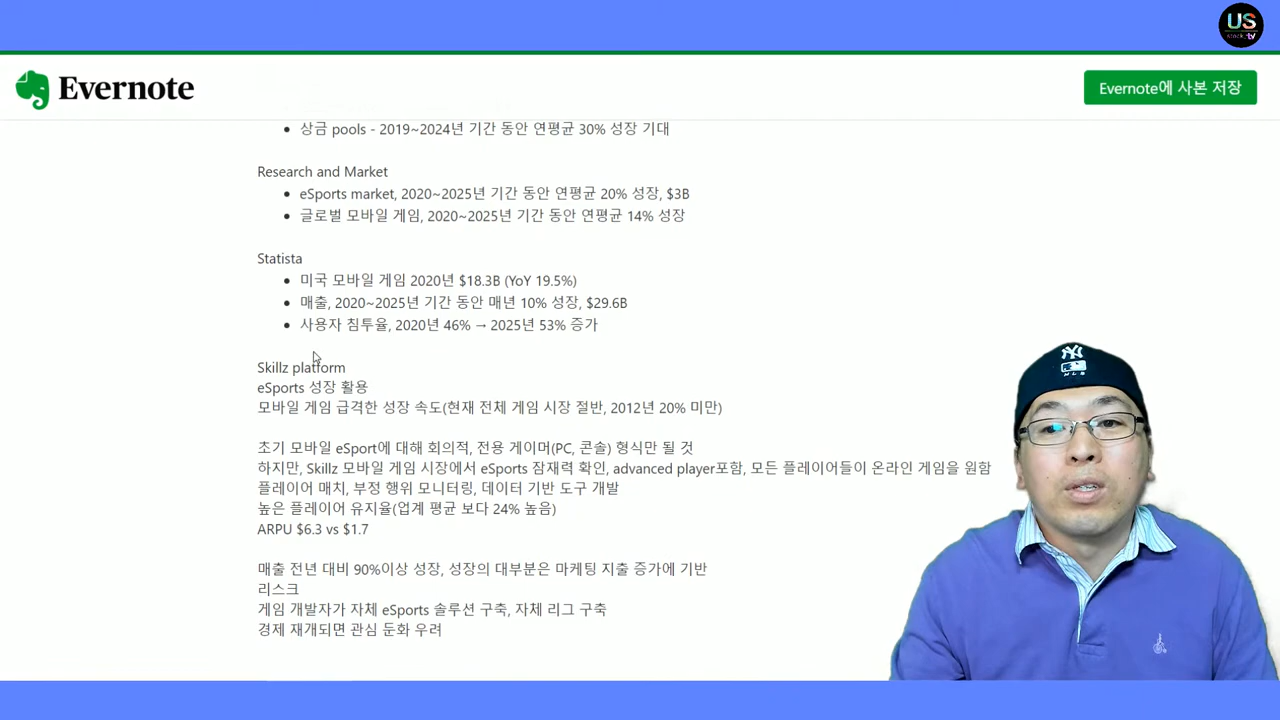 US
stock.tv
Evernote
Evernote에 사본 저장
상금 pools - 2019~2024년 기간 동안 연평균 30% 성장 기대
Research and Market
eSports market, 2020~2025년 기간 동안 연평균 20% 성장, $3B
글로벌 모바일 게임, 2020~2025년 기간 동안 연평균 14% 성장
Statista
미국 모바일 게임 2020년 $18.3B (YoY 19.5%)
매출, 2020~2025년 기간 동안 매년 10% 성장, $29.6B
사용자 침투율, 2020년 46% → 2025년 53% 증가
Skillz platform
eSports 성장 활용
모바일 게임 급격한 성장 속도(현재 전체 게임 시장 절반, 2012년 20% 미만)
초기 모바일 eSport에 대해 회의적, 전용 게이머(PC, 콘솔) 형식만 될 것
하지만, Skillz 모바일 게임 시장에서 eSports 잠재력 확인, advanced player포함, 모든 플레이어들이 온라인 게임을 원함
플레이어 매치, 부정 행위 모니터링, 데이터 기반 도구 개발
높은 플레이어 유지율(업계 평균 보다 24% 높음)
ARPU $6.3 vs $1.7
매출 전년 대비 90%이상 성장, 성장의 대부분은 마케팅 지출 증가에 기반
리스크
게임 개발자가 자체 eSports 솔루션 구축, 자체 리그 구축
경제 재개되면 관심 둔화 우려
NY
MLB